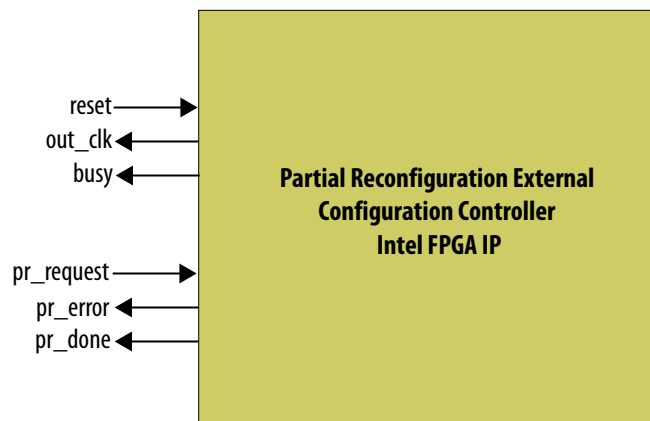 reset
out_clk
busy
Partial Reconfiguration External
Configuration Controller
Intel FPGA IP
pr_request
pr_error
pr_done